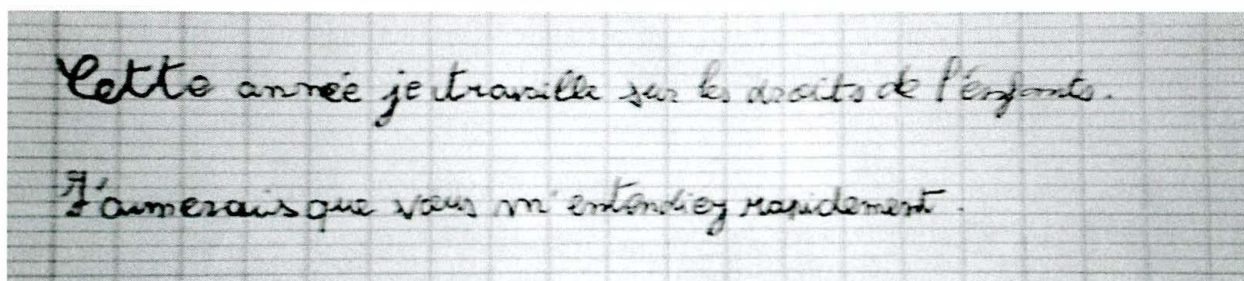 Cette année je travaille sur les droits de l'enfants.
J'aimerais que vous m'entendiez rapidement.